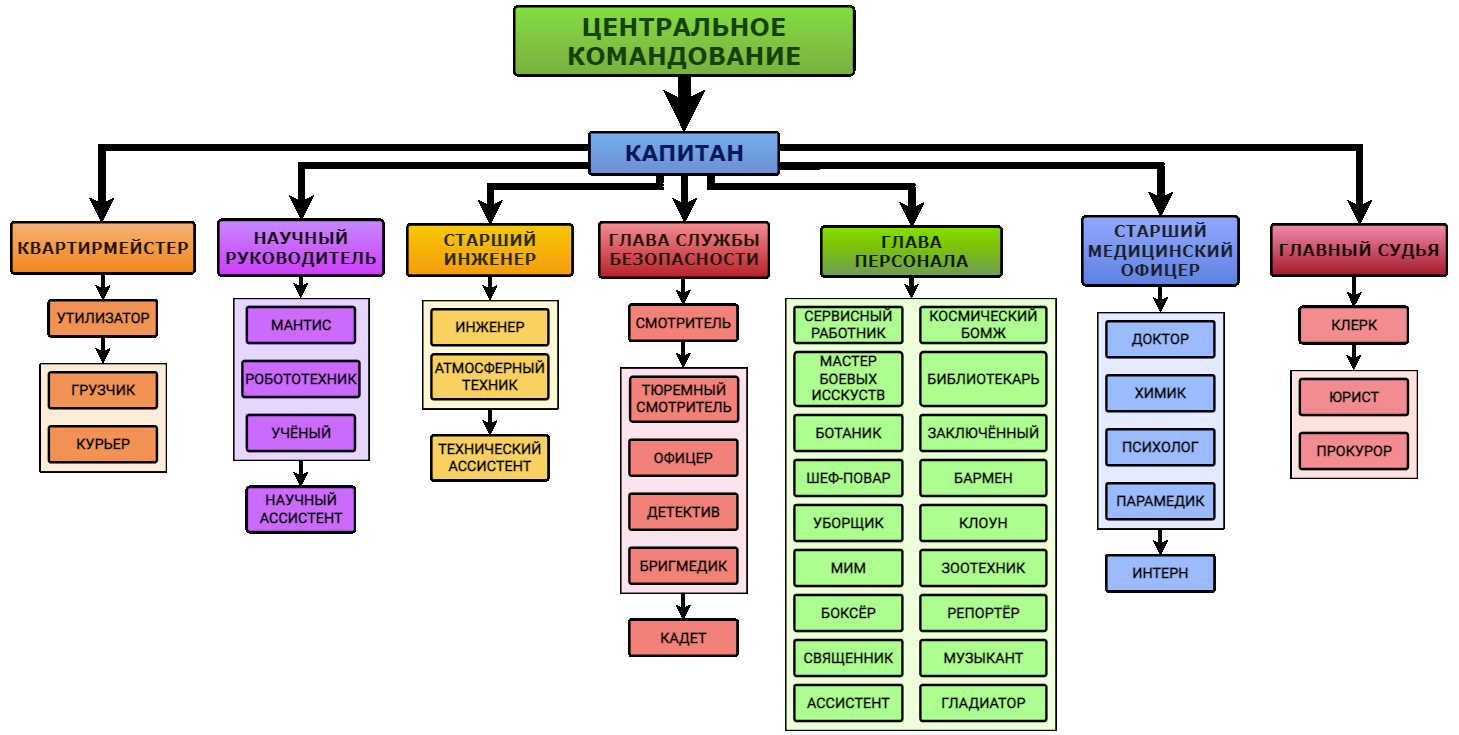 ЦЕНТРАЛЬНОЕ
КОМАНДОВАНИЕ
КАПИТАН
КВАРТИРМЕЙСТЕР
УТИЛИЗАТОР
ГРУЗЧИК
КУРЬЕР
НАУЧНЫЙ
РУКОВОДИТЕЛЬ
МАНТИС
РОБОТОТЕХНИК
УЧЁНЫЙ
НАУЧНЫЙ
АССИСТЕНТ
СТАРШИЙ
ИНЖЕНЕР
ИНЖЕНЕР
АТМОСФЕРНЫЙ
ТЕХНИК
ТЕХНИЧЕСКИЙ
АССИСТЕНТ
ГЛАВА СЛУЖБЫ
БЕЗОПАСНОСТИ
СМОТРИТЕЛЬ
ТЮРЕМНЫЙ
СМОТРИТЕЛЬ
ОФИЦЕР
ДЕТЕКТИВ
БРИГМЕДИК
КАДЕТ
ГЛАВА
ПЕРСОНАЛА
СЕРВИСНЫЙ
РАБОТНИК
КОСМИЧЕСКИЙ
БОМЖ
МАСТЕР
БОЕВЫХ
ИССКУСТВ
БИБЛИОТЕКАРЬ
БОТАНИК
ЗАКЛЮЧЁННЫЙ
ШЕФ-ПОВАР
БАРМЕН
УБОРЩИК
КЛОУН
МИМ
ЗООТЕХНИК
БОКСЁР
РЕПОРТЁР
СВЯЩЕННИК
МУЗЫКАНТ
АССИСТЕНТ
ГЛАДИАТОР
СТАРШИЙ
МЕДИЦИНСКИЙ
ОФИЦЕР
ДОКТОР
ХИМИК
ПСИХОЛОГ
ПАРАМЕДИК
ИНТЕРН
ГЛАВНЫЙ СУДЬЯ
КЛЕРК
ЮРИСТ
ПРОКУРОР